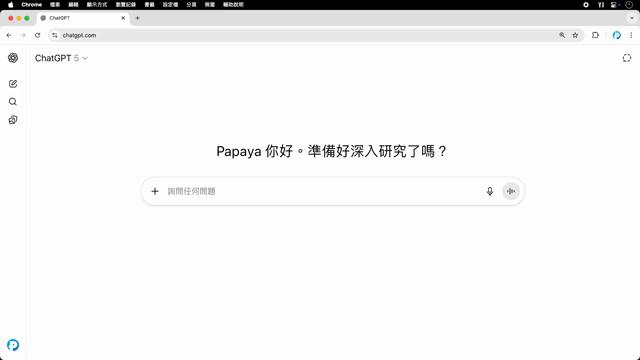 Chrome 檔案 編輯 顯示方式 瀏覽記錄 書籤 設定檔 分頁 視窗 輔助說明
ChatGPT
chatgpt.com
ChatGPT 5
Papaya 你好。準備好深入研究了嗎？
詢問任何問題